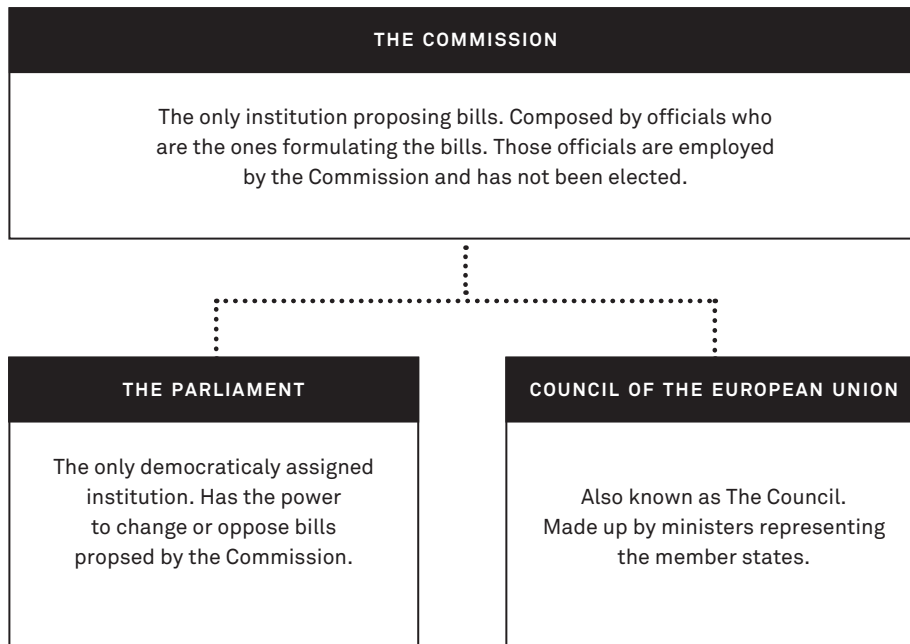 THE COMMISSION
The only institution proposing bills. Composed by officials who
are the ones formulating the bills. Those officials are employed
by the Commission and has not been elected.
THE PARLIAMENT
The only democraticaly assigned
institution. Has the power
to change or oppose bills
propsed by the Commission.
COUNCIL OF THE EUROPEAN UNION
Also known as The Council.
Made up by ministers representing
the member states.